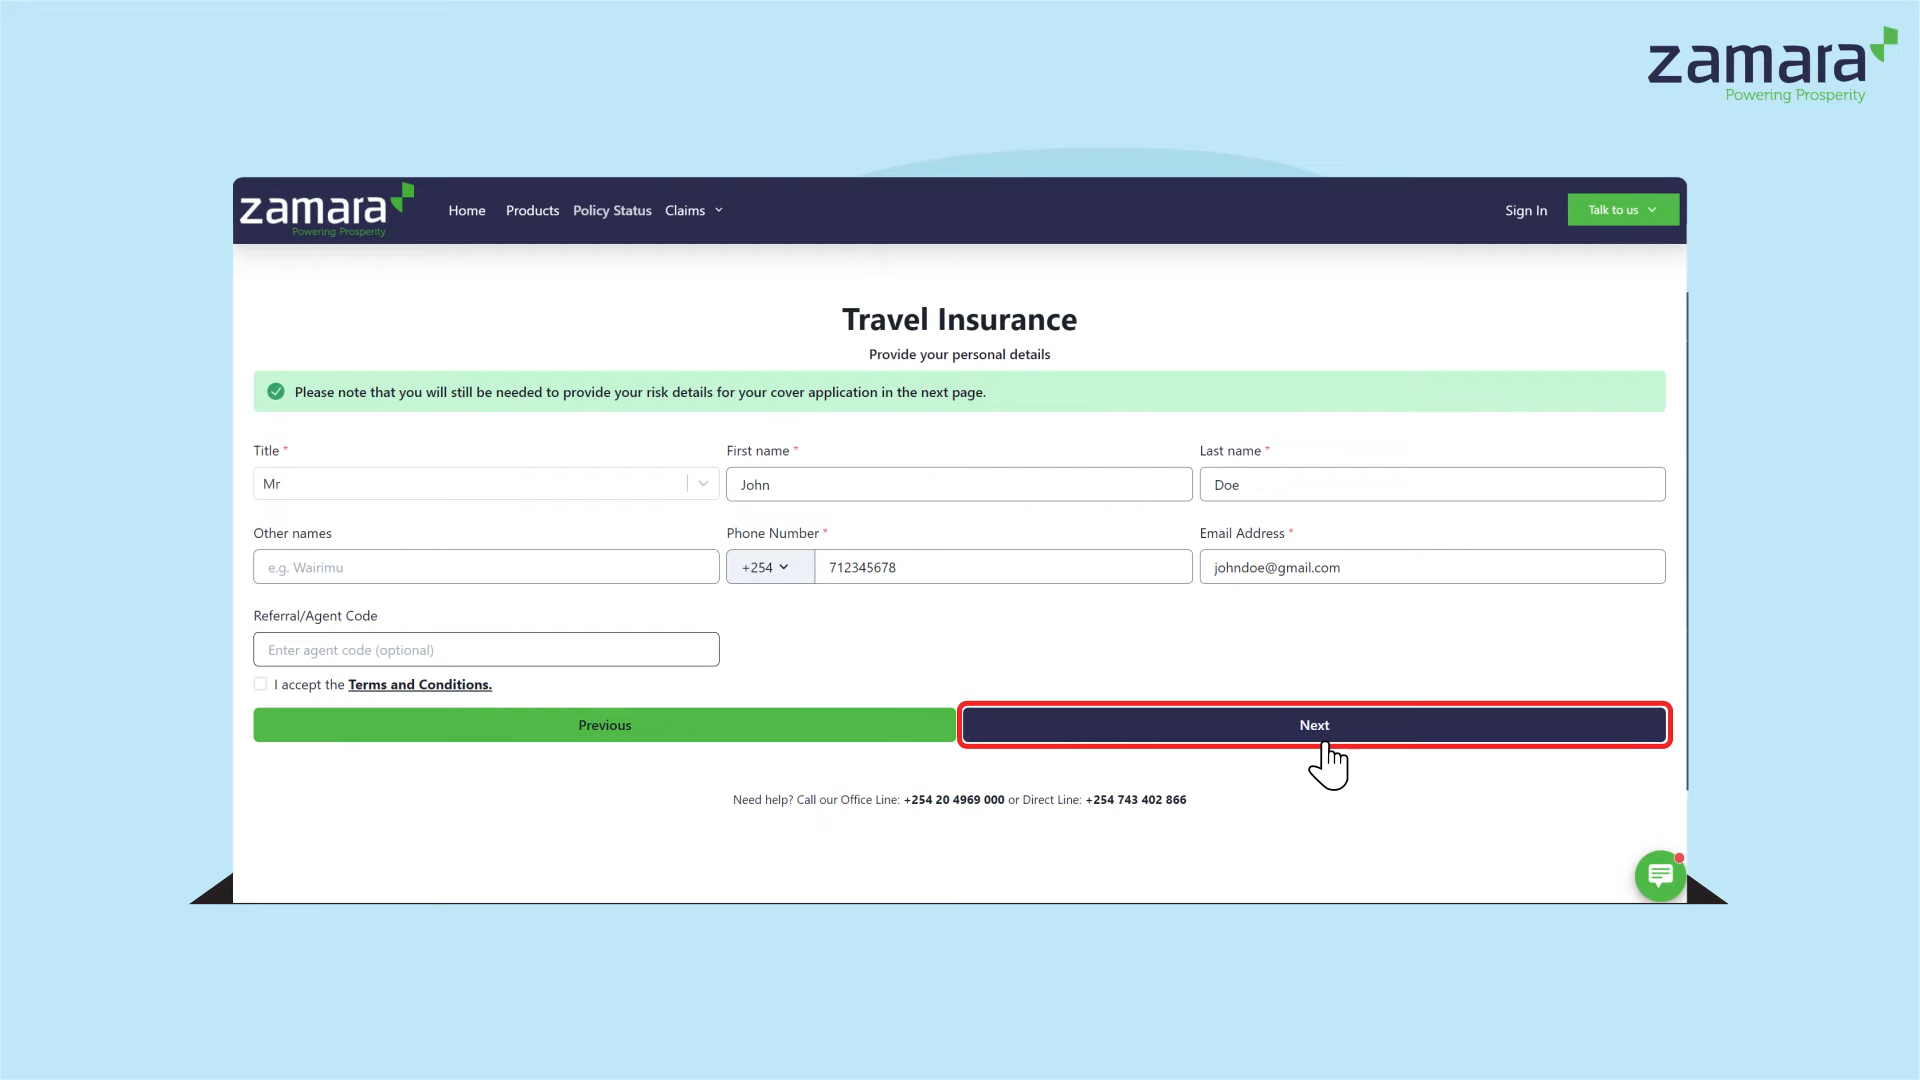 zamara
Powering Prosperity
zamara
Powering Prosperity
Home Products Policy Status Claims Sign In Talk to us
Travel Insurance
Provide your personal details
Please note that you will still be needed to provide your risk details for your cover application in the next page.
Title * First name * Last name *
Mr John Doe
Other names Phone Number * Email Address *
e.g. Wairimu +254 712345678 johndoe@gmail.com
Referral/Agent Code
Enter agent code (optional)
I accept the Terms and Conditions.
Previous Next
Need help? Call our Office Line: +254 20 4969 000 or Direct Line: +254 743 402 866